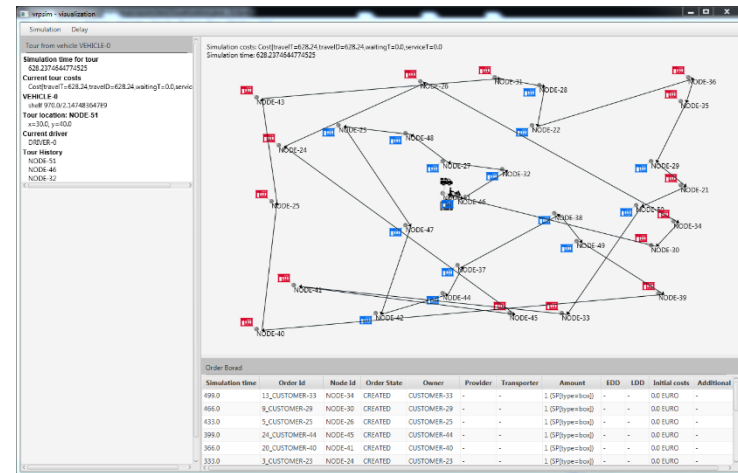 vrpsim - visualization
Simulation Delay
Tour from vehicle VEHICLE-0
Simulation time for tour
628.2374644774525
Current tour costs
Cost[travelT=628.24,travelD=628.24,waitingT=0.0,servic
VEHICLE-0
shelf 970.0/2.14748364789
Tour location: NODE-51
x=30.0, y=40.0
Current driver
DRIVER-0
Tour History
NODE-51
NODE-46
NODE-32
Simulation costs: Cost[travelT=628.24,travelD=628.24,waitingT=0.0,serviceT=0.0
Simulation time: 628.2374644774525
NODE-36
NODE-31
NODE-26
NODE-28
NODE-43
NODE-35
NODE-22
NODE-23
NODE-48
NODE-24
NODE-27
NODE-29
NODE-32
NODE-21
NODE-46
NODE-25
NODE-50
NODE-38
NODE-34
NODE-47
NODE-49
NODE-30
NODE-37
NODE-41
NODE-44
NODE-39
NODE-42
NODE-45
NODE-33
NODE-40
Order Boxad
Simulation time Order Id Node Id Order State Owner Provider Transporter Amount EDD LDD Initial costs Additional
499.0 13_CUSTOMER-33 NODE-34 CREATED CUSTOMER-33 - - 1 (SP[type=box]) - - 0.0 EURO -
466.0 9_CUSTOMER-29 NODE-30 CREATED CUSTOMER-29 - - 1 (SP[type=box]) - - 0.0 EURO -
433.0 5_CUSTOMER-25 NODE-26 CREATED CUSTOMER-25 - - 1 (SP[type=box]) - - 0.0 EURO -
399.0 24_CUSTOMER-44 NODE-45 CREATED CUSTOMER-44 - - 1 (SP[type=box]) - - 0.0 EURO -
366.0 20_CUSTOMER-40 NODE-41 CREATED CUSTOMER-40 - - 1 (SP[type=box]) - - 0.0 EURO -
333.0 3_CUSTOMER-23 NODE-24 CREATED CUSTOMER-23 - - 1 (SP[type=box]) - - 0.0 EURO -